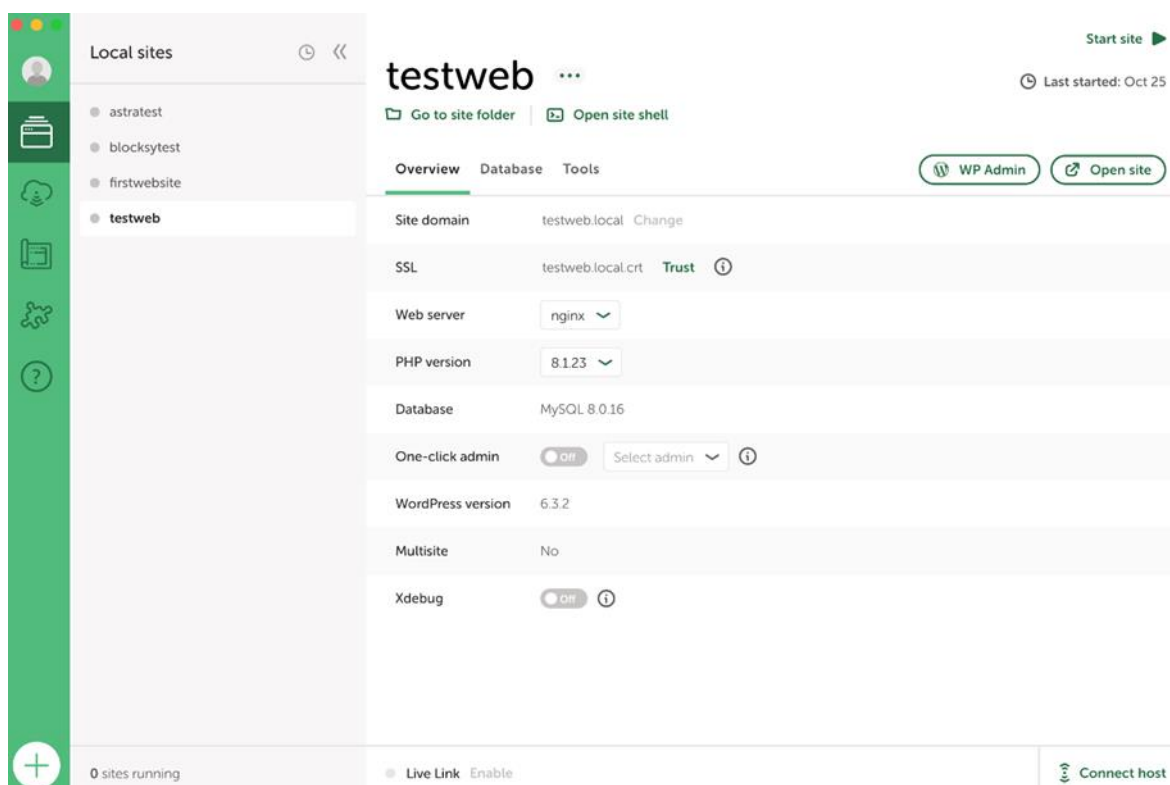 Local sites
astratest
blocksytest
firstwebsite
testweb
0 sites running
Start site
testweb ...
Last started: Oct 25
Go to site folder
Open site shell
Overview Database Tools
WP Admin
Open site
Site domain testweb.local Change
SSL testweb.local.crt Trust
Web server nginx
PHP version 8.1.23
Database MySQL 8.0.16
One-click admin Off Select admin
WordPress version 6.3.2
Multisite No
Xdebug Off
Live Link Enable
Connect host